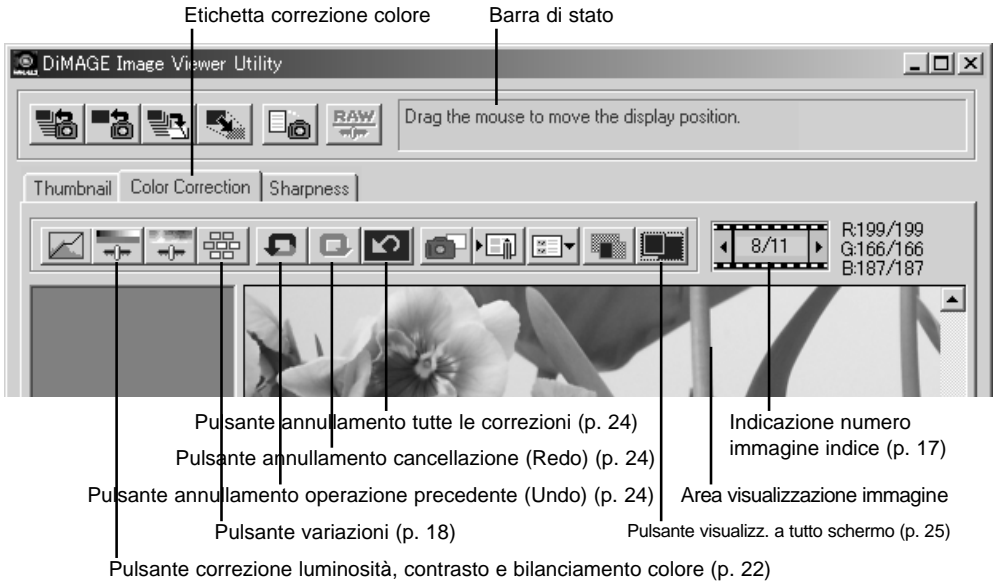 Etichetta correzione colore
Barra di stato
DiMAGE Image Viewer Utility
RAW
Drag the mouse to move the display position.
Thumbnail
Color Correction
Sharpness
8/11
R:199/199
G:166/166
B:187/187
Pulsante annullamento tutte le correzioni (p. 24)
Indicazione numero
immagine indice (p. 17)
Pulsante annullamento cancellazione (Redo) (p. 24)
Pulsante annullamento operazione precedente (Undo) (p. 24)
Area visualizzazione immagine
Pulsante variazioni (p. 18)
Pulsante visualizz. a tutto schermo (p. 25)
Pulsante correzione luminosità, contrasto e bilanciamento colore (p. 22)